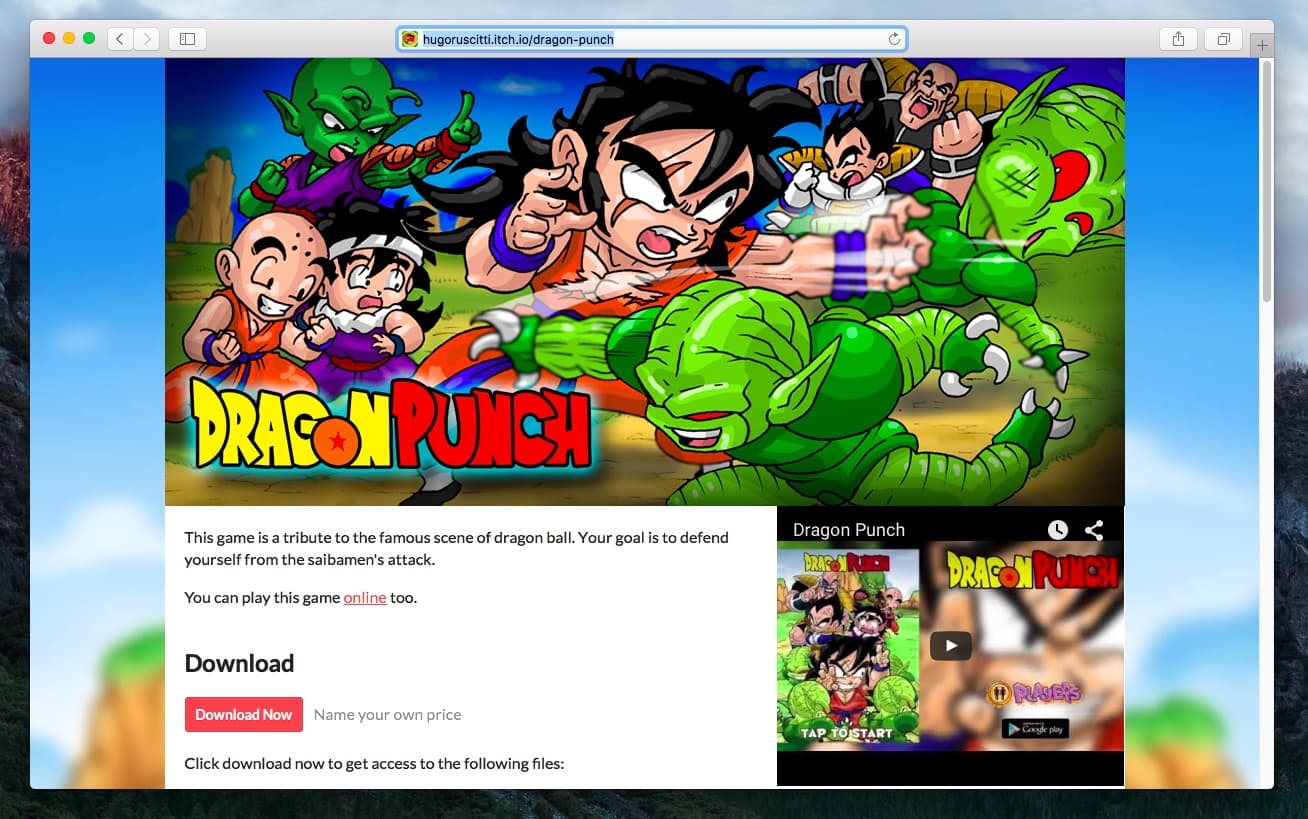 hugoruscitti.itch.io/dragon-punch
DRAGON PUNCH
This game is a tribute to the famous scene of dragon ball. Your goal is to defend
yourself from the saibamen's attack.
You can play this game online too.
Download
Download Now Name your own price
Click download now to get access to the following files:
Dragon Punch
DRAGON PUNCH
DRAGON PUNCH
PLAYERS
Google play
TAP TO START